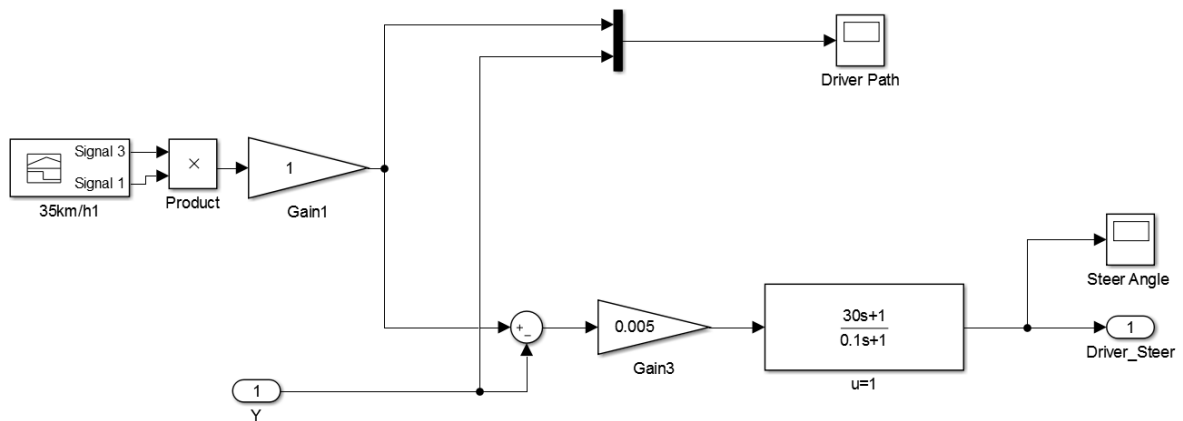 Driver Path
Signal 3
Signal 1
35km/h1
×
Product
1
Gain1
Steer Angle
+
−
0.005
Gain3
30s+1
0.1s+1
u=1
1
Driver_Steer
1
Y